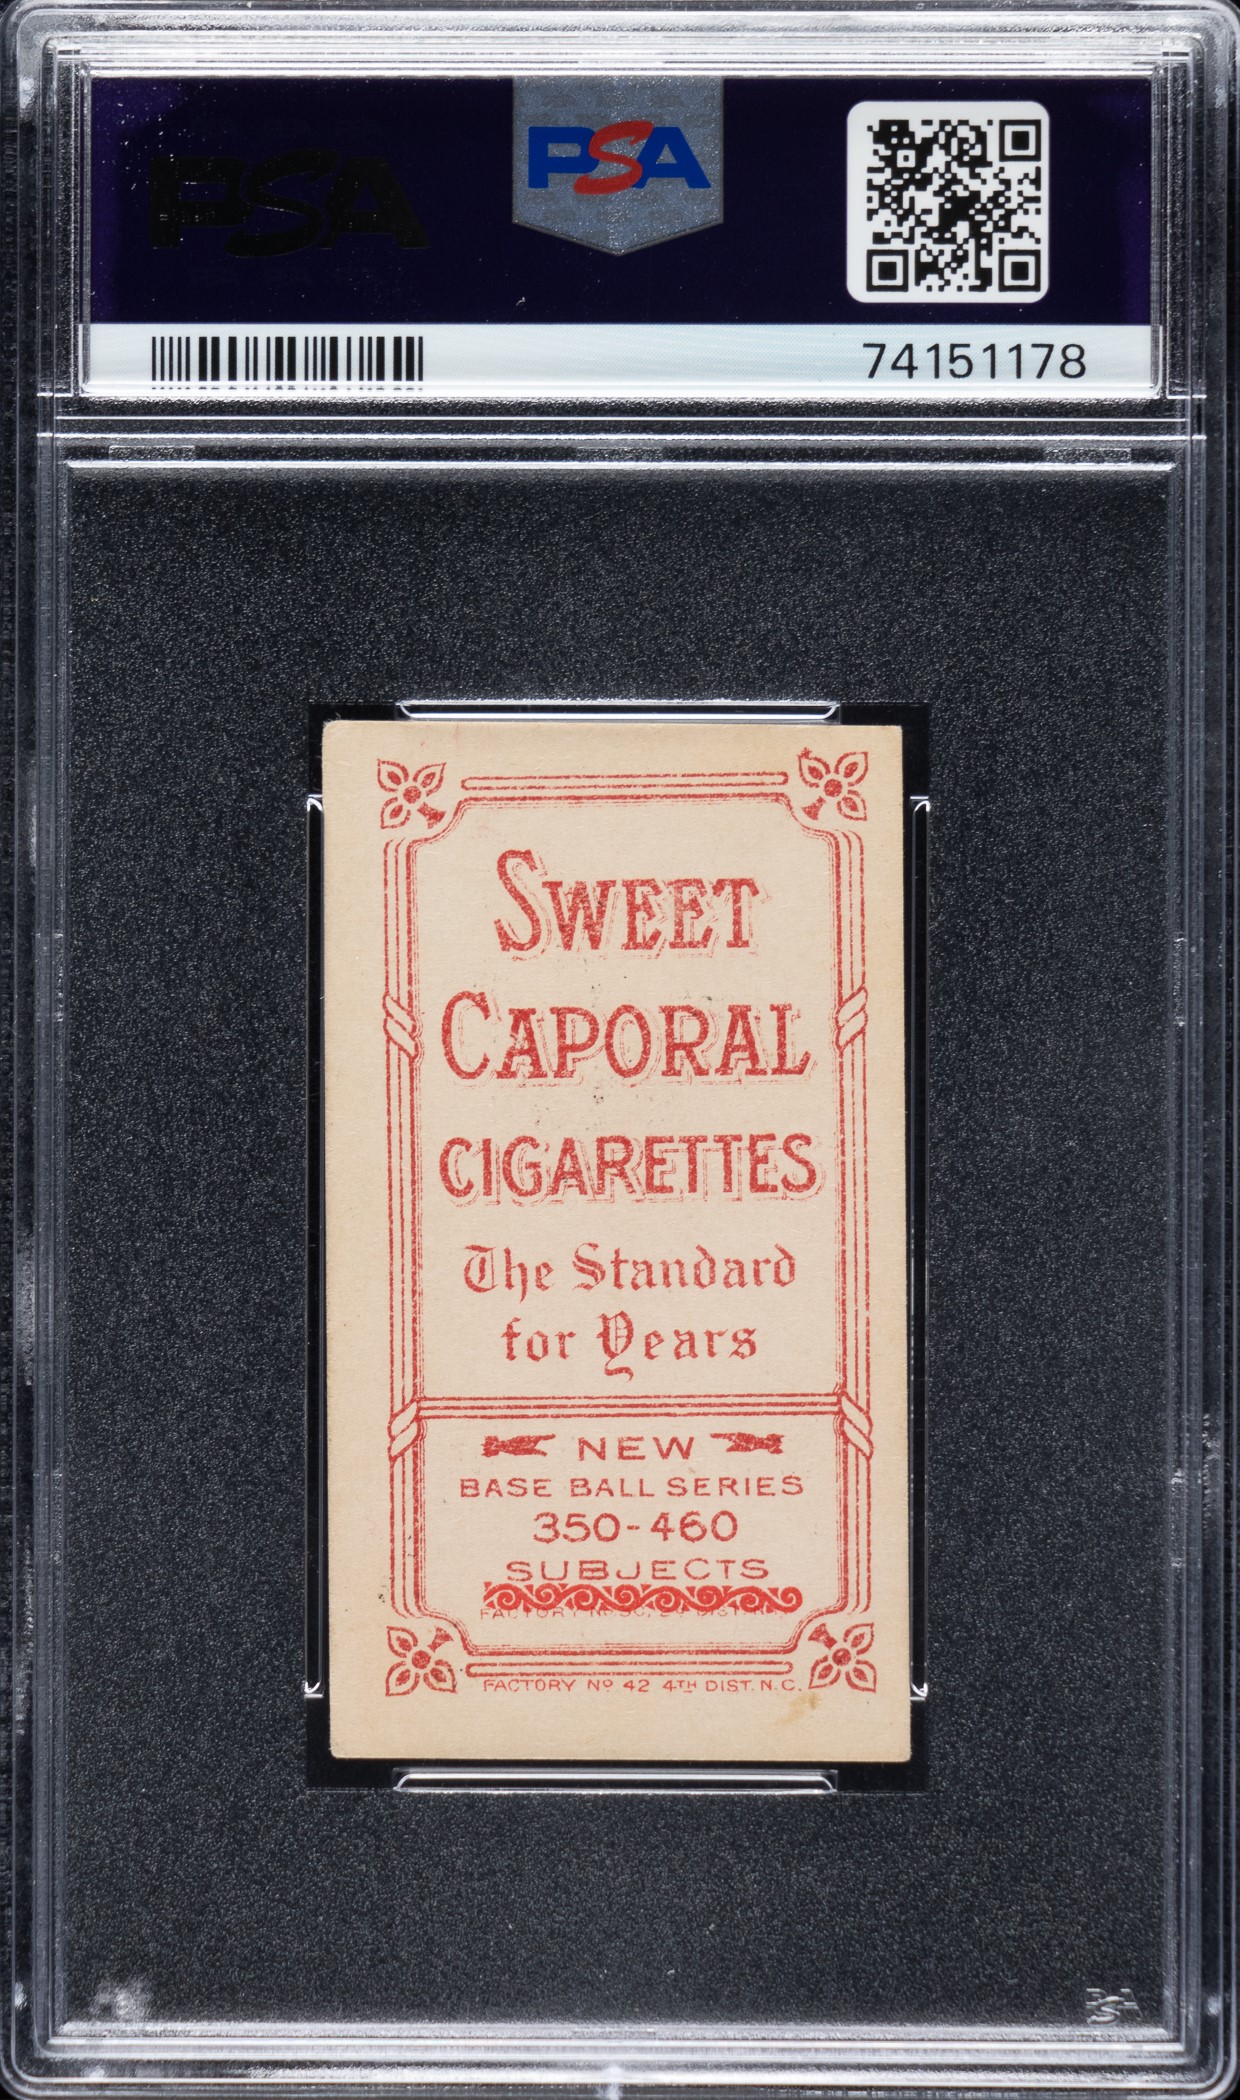 PSA
PSA
74151178
SWEET
CAPORAL
CIGARETTES
The Standard
for Years
NEW
BASE BALL SERIES
350-460
SUBJECTS
FACTORY Nº 42 4TH DIST. N.C.
PSA